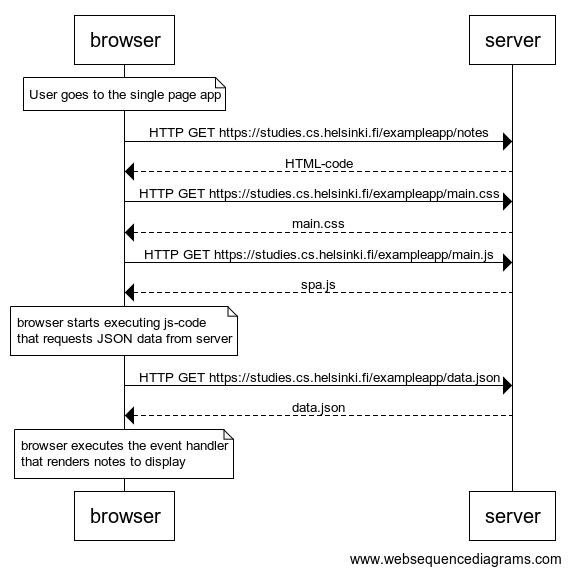 browser server
User goes to the single page app
HTTP GET https://studies.cs.helsinki.fi/exampleapp/notes
HTML-code
HTTP GET https://studies.cs.helsinki.fi/exampleapp/main.css
main.css
HTTP GET https://studies.cs.helsinki.fi/exampleapp/main.js
spa.js
browser starts executing js-code
that requests JSON data from server
HTTP GET https://studies.cs.helsinki.fi/exampleapp/data.json
data.json
browser executes the event handler
that renders notes to display
browser server
www.websequencediagrams.com